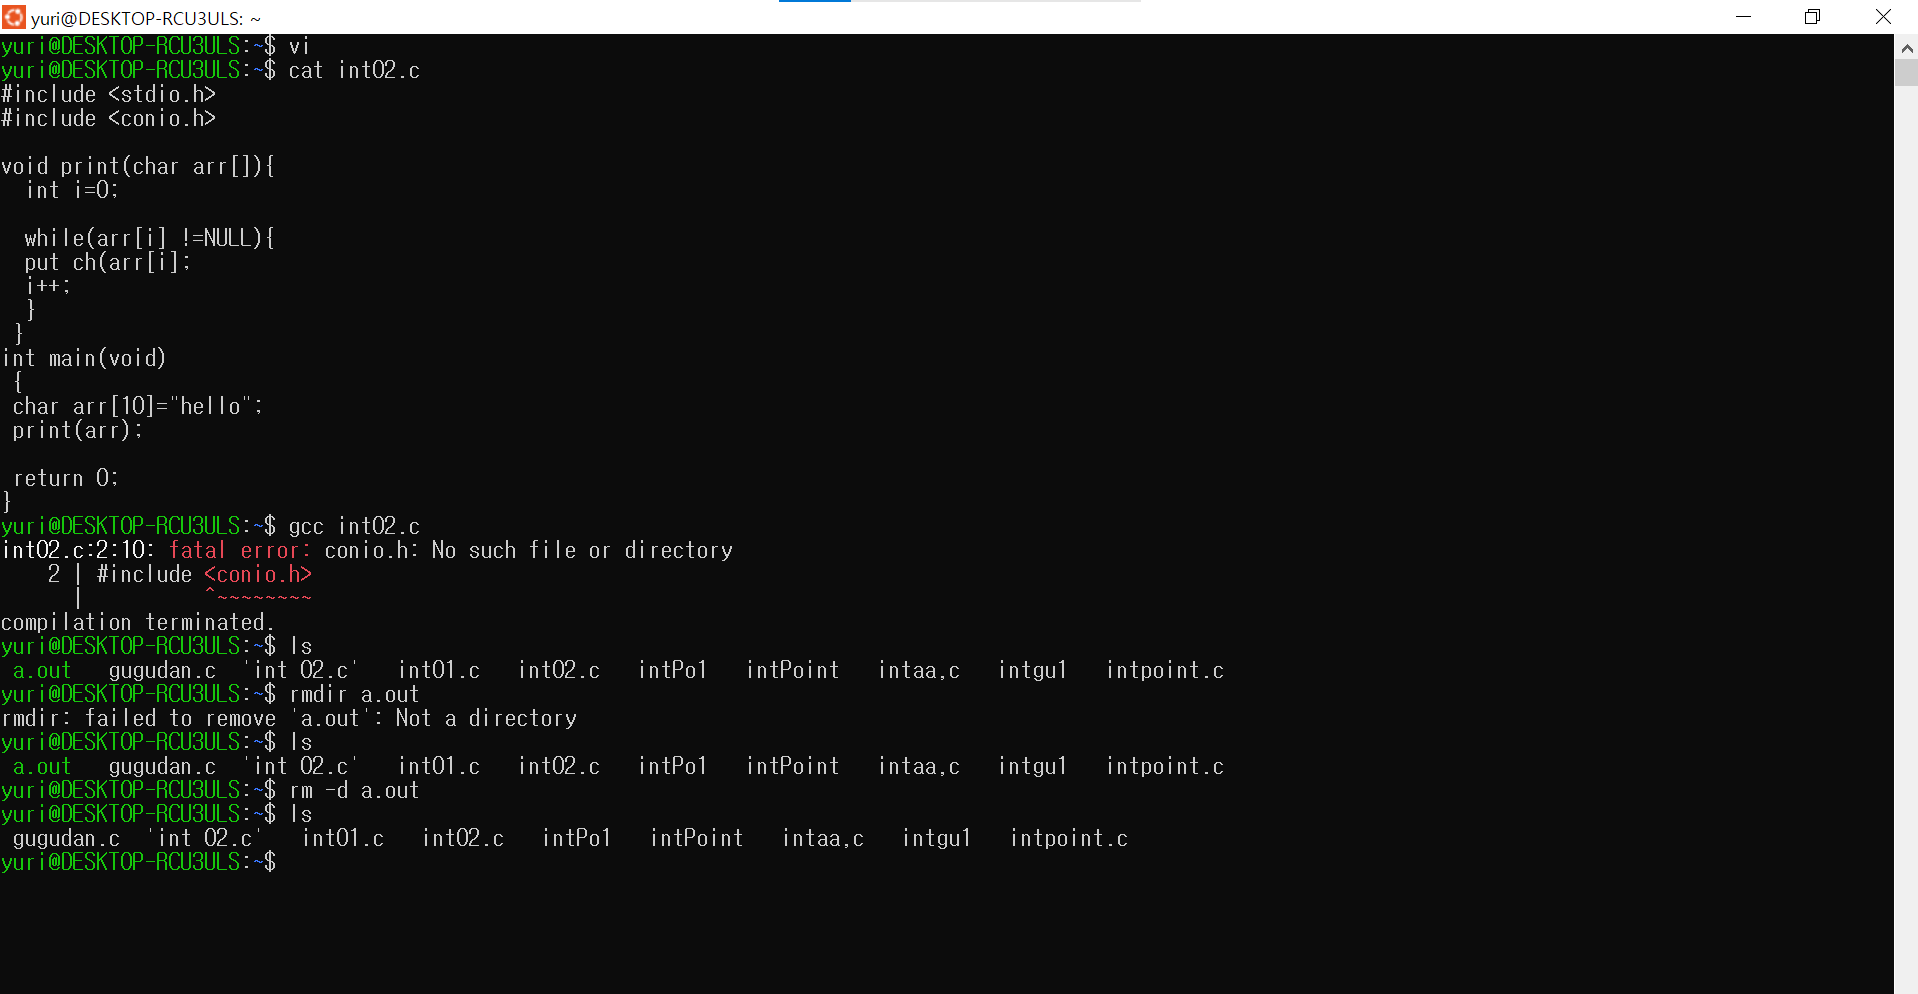 yuri@DESKTOP-RCU3ULS: ~
yuri@DESKTOP-RCU3ULS:~$ vi
yuri@DESKTOP-RCU3ULS:~$ cat int02.c
#include <stdio.h>
#include <conio.h>
void print(char arr[]){
int i=0;
while(arr[i] !=NULL){
put ch(arr[i];
i++;
}
}
int main(void)
{
char arr[10]="hello";
print(arr);
return 0;
}
yuri@DESKTOP-RCU3ULS:~$ gcc int02.c
int02.c:2:10: fatal error: conio.h: No such file or directory
2 | #include <conio.h>
| ^~~~~~~~~
compilation terminated.
yuri@DESKTOP-RCU3ULS:~$ ls
a.out gugudan.c 'int 02.c' int01.c int02.c intPo1 intPoint intaa,c intgu1 intpoint.c
yuri@DESKTOP-RCU3ULS:~$ rmdir a.out
rmdir: failed to remove 'a.out': Not a directory
yuri@DESKTOP-RCU3ULS:~$ ls
a.out gugudan.c 'int 02.c' int01.c int02.c intPo1 intPoint intaa,c intgu1 intpoint.c
yuri@DESKTOP-RCU3ULS:~$ rm -d a.out
yuri@DESKTOP-RCU3ULS:~$ ls
gugudan.c 'int 02.c' int01.c int02.c intPo1 intPoint intaa,c intgu1 intpoint.c
yuri@DESKTOP-RCU3ULS:~$